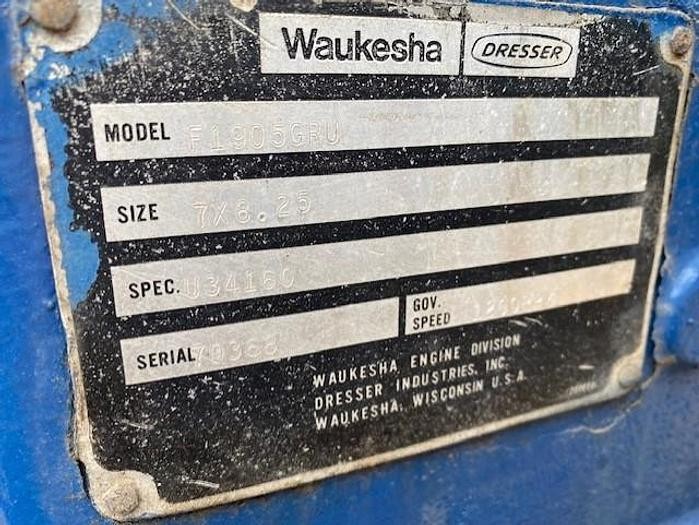 Waukesha DRESSER
MODEL F1905GRU
SIZE 7X8.25
SPEC. U34160
GOV.
SPEED
SERIAL
WAUKESHA ENGINE DIVISION
DRESSER INDUSTRIES, INC.
WAUKESHA, WISCONSIN U.S.A.